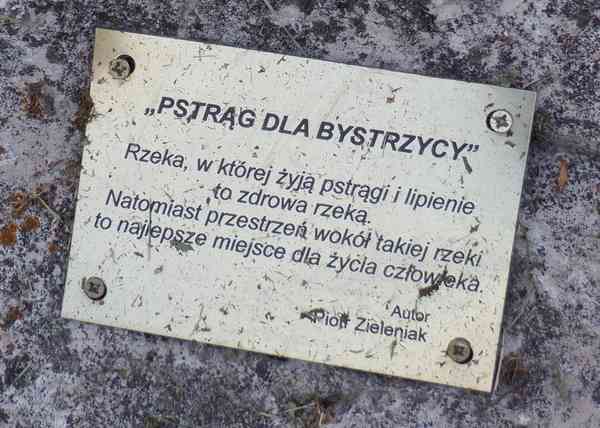 „PSTRĄG DLA BYSTRZYCY”
Rzeka, w której żyją pstrągi i lipienie
to zdrowa rzeka.
Natomiast przestrzeń wokół takiej rzeki
to najlepsze miejsce dla życia człowieka
Autor
Piotr Zieleniak